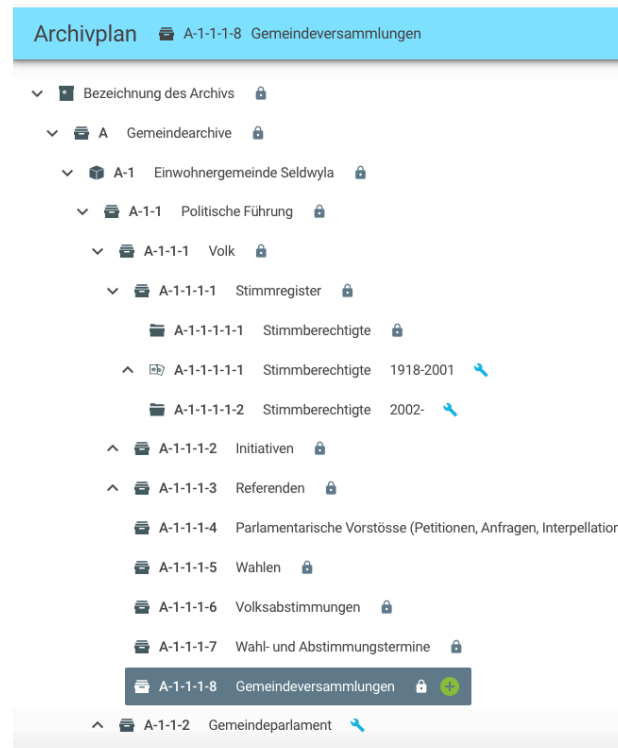 Archivplan A-1-1-1-8 Gemeindeversammlungen
Bezeichnung des Archivs
A Gemeindearchive
A-1 Einwohnergemeinde Seldwyla
A-1-1 Politische Führung
A-1-1-1 Volk
A-1-1-1-1 Stimmregister
A-1-1-1-1-1 Stimmberechtigte
A-1-1-1-1-1 Stimmberechtigte 1918-2001
A-1-1-1-1-2 Stimmberechtigte 2002-
A-1-1-1-2 Initiativen
A-1-1-1-3 Referenden
A-1-1-1-4 Parlamentarische Vorstösse (Petitionen, Anfragen, Interpellation
A-1-1-1-5 Wahlen
A-1-1-1-6 Volksabstimmungen
A-1-1-1-7 Wahl- und Abstimmungstermine
A-1-1-1-8 Gemeindeversammlungen
A-1-1-2 Gemeindeparlament